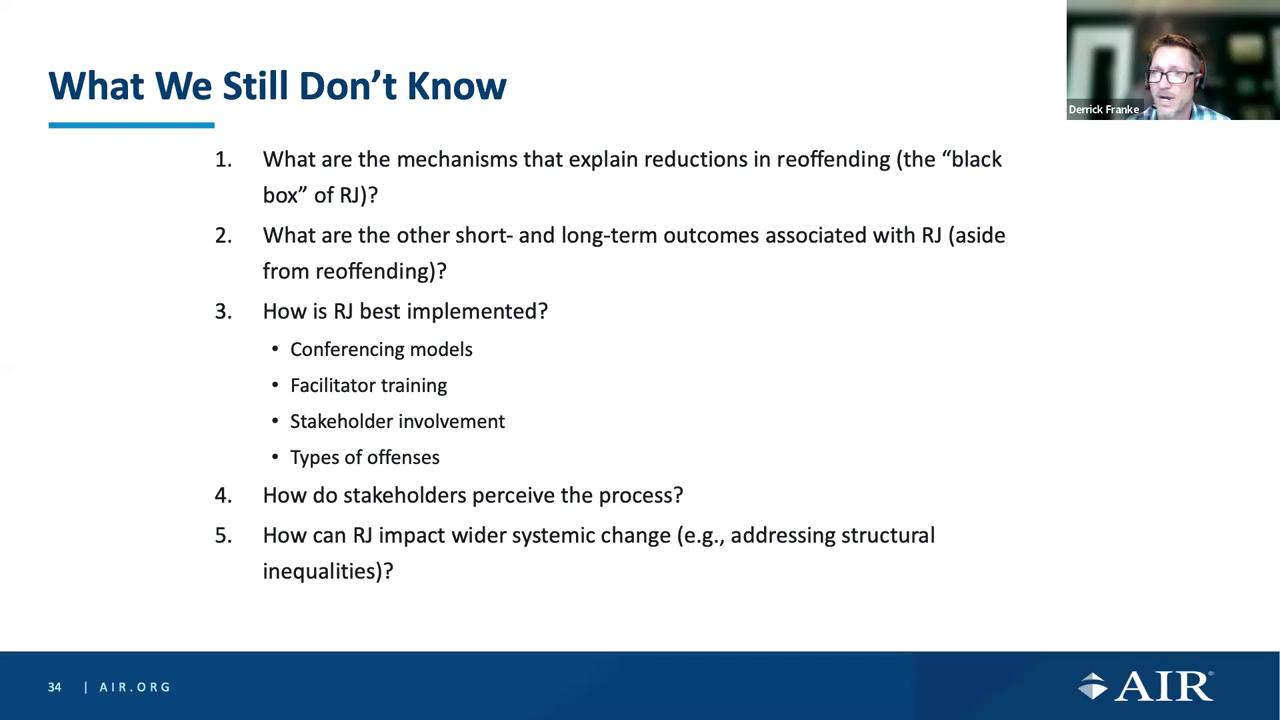 What We Still Don’t Know
Derrick Franke
1. What are the mechanisms that explain reductions in reoffending (the “black
box” of RJ)?
2. What are the other short- and long-term outcomes associated with RJ (aside
from reoffending)?
3. How is RJ best implemented?
• Conferencing models
• Facilitator training
• Stakeholder involvement
• Types of offenses
4. How do stakeholders perceive the process?
5. How can RJ impact wider systemic change (e.g., addressing structural
inequalities)?
34 | AIR.ORG
AIR®